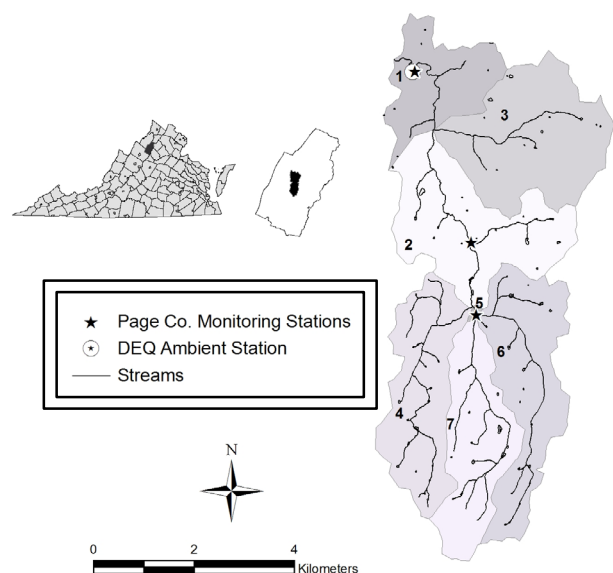 1
3
2
5
6
4
7
Page Co. Monitoring Stations
DEQ Ambient Station
Streams
N
0 2 4
Kilometers